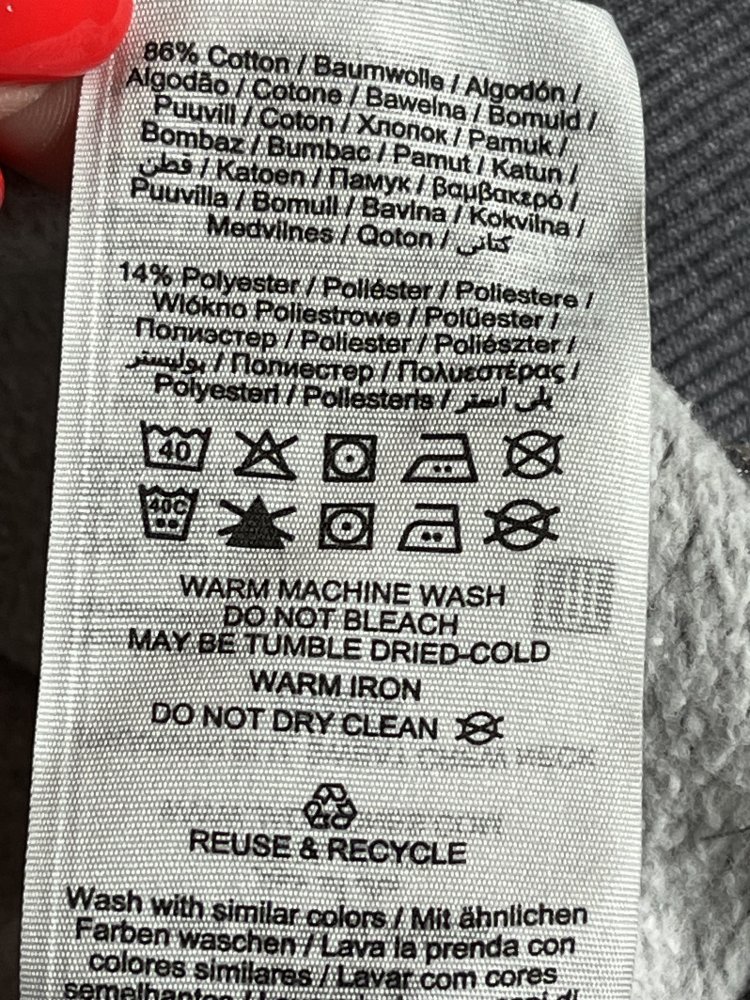 86% Cotton / Baumwolle / Algodón /
Algodão / Cotone / Bawełna / Bomuld /
Puuvill / Coton / Хлопок / Pamuk /
Bombaž / Bumbac / Pamut / Katun /
قطن / Katoen / Памук / βαμβακερό /
Puuvilla / Bomull / Bavlna / Kokvilna /
Medvilnes / Qoton / کتانی
14% Polyester / Poliéster / Poliestere /
Włókno Poliestrowe / Polüester /
Полиэстер / Poliester / Poliészter /
بوليستر / Полиестер / Πολυεστέρας /
Polyesteri / Poliesteris / پلی استر
40
40C
WARM MACHINE WASH
DO NOT BLEACH
MAY BE TUMBLE DRIED-COLD
WARM IRON
DO NOT DRY CLEAN
REUSE & RECYCLE
Wash with similar colors / Mit ähnlichen
Farben waschen / Lava la prenda con
colores similares / Lavar com cores
semelhantes /